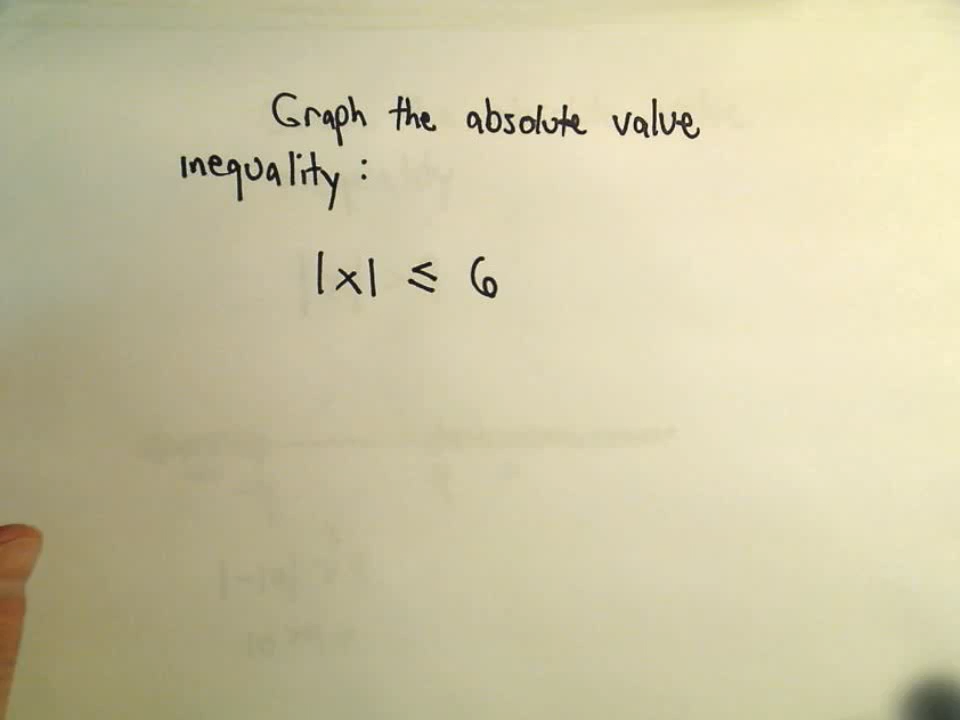 Graph the absolute value
inequality:
|x| ≤ 6